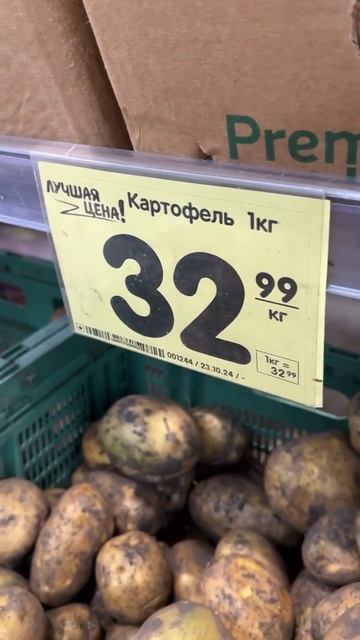 Prem
ЛУЧШАЯ
ЦЕНА!
Картофель 1кг
32 99
кг
001244 / 23.10.24 / -
1кг =
32 99